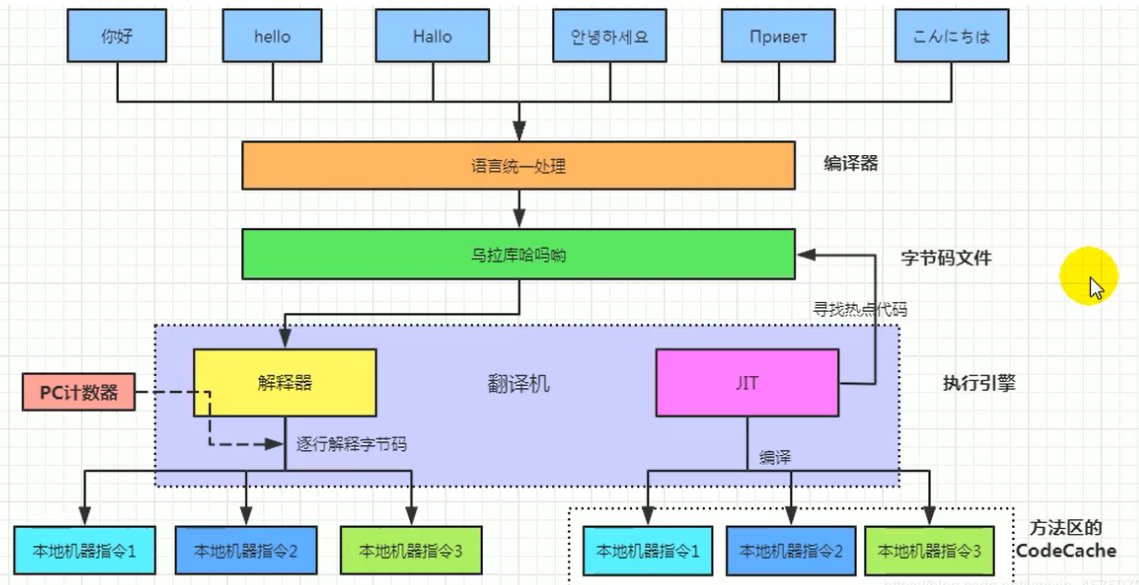 你好
hello
Hallo
안녕하세요
Привет
こんにちは
语言统一处理
编译器
乌拉库哈吗呦
字节码文件
寻找热点代码
解释器
翻译机
JIT
执行引擎
PC计数器
逐行解释字节码
编译
本地机器指令1
本地机器指令2
本地机器指令3
本地机器指令1
本地机器指令2
本地机器指令3
方法区的
CodeCache